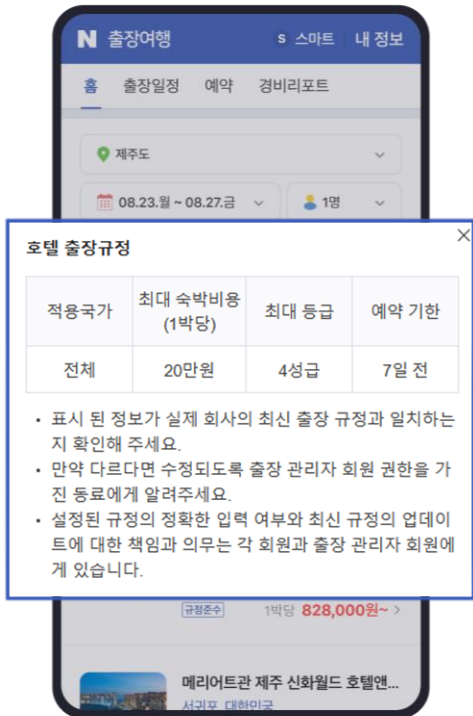 N 출장여행
S 스마트 내 정보
홈 출장일정 예약 경비리포트
제주도
08.23.월 ~ 08.27.금 1명
호텔 출장규정
적용국가 최대 숙박비용 (1박당) 최대 등급 예약 기한
전체 20만원 4성급 7일 전
• 표시 된 정보가 실제 회사의 최신 출장 규정과 일치하는
지 확인해 주세요.
• 만약 다르다면 수정되도록 출장 관리자 회원 권한을 가
진 동료에게 알려주세요.
• 설정된 규정의 정확한 입력 여부와 최신 규정의 업데이
트에 대한 책임과 의무는 각 회원과 출장 관리자 회원에
게 있습니다.
규정준수 1박당 828,000원~ >
메리어트관 제주 신화월드 호텔앤...
서귀포, 대한민국